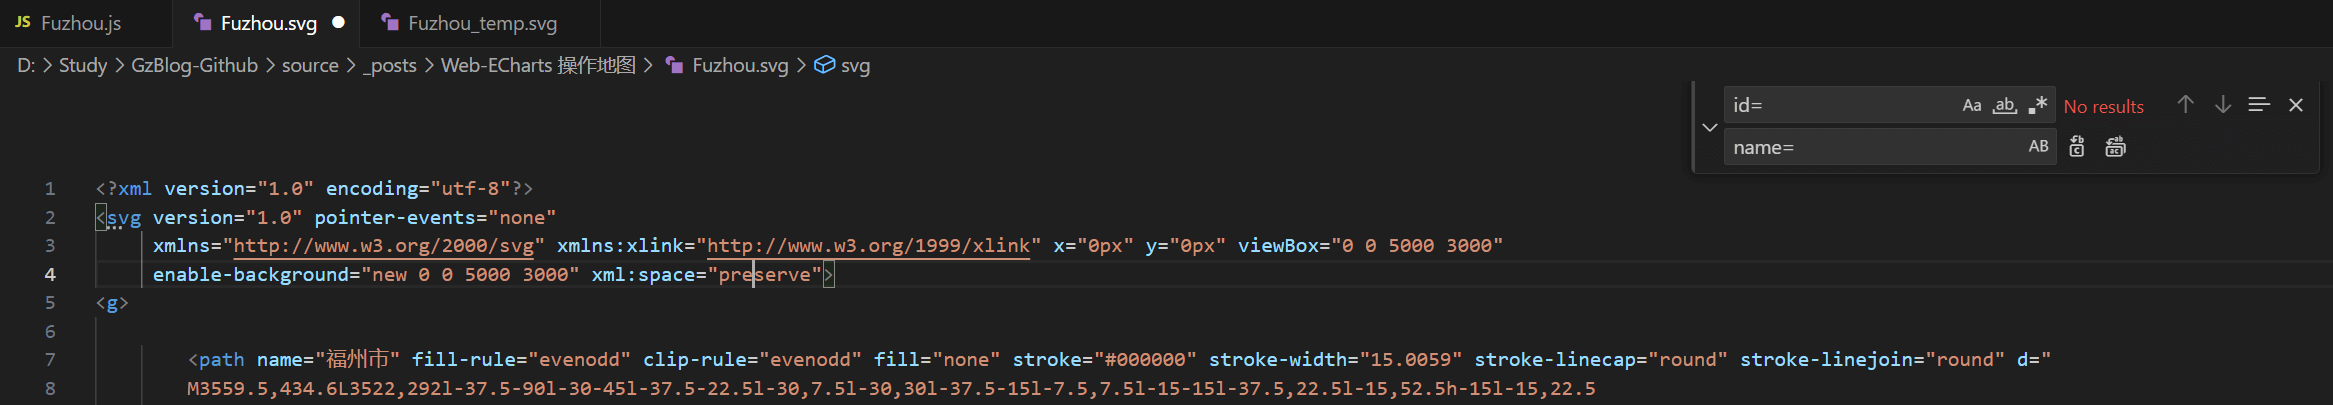 JS Fuzhou.js Fuzhou.svg Fuzhou_temp.svg
D: > Study > GzBlog-Github > source > _posts > Web-ECharts 操作地图 > Fuzhou.svg > svg
id= Aa ab No results
name= AB
1 <?xml version="1.0" encoding="utf-8"?>
2 <svg version="1.0" pointer-events="none"
3 xmlns="http://www.w3.org/2000/svg" xmlns:xlink="http://www.w3.org/1999/xlink" x="0px" y="0px" viewBox="0 0 5000 3000"
4 enable-background="new 0 0 5000 3000" xml:space="preserve">
5 <g>
6
7 <path name="福州市" fill-rule="evenodd" clip-rule="evenodd" fill="none" stroke="#000000" stroke-width="15.0059" stroke-linecap="round" stroke-linejoin="round" d="
8 M3559.5,434.6L3522,292l-37.5-90l-30-45l-37.5-22.5l-30,7.5l-30,30l-37.5-15l-7.5,7.5l-15-15l-37.5,22.5l-15,52.5h-15l-15,22.5